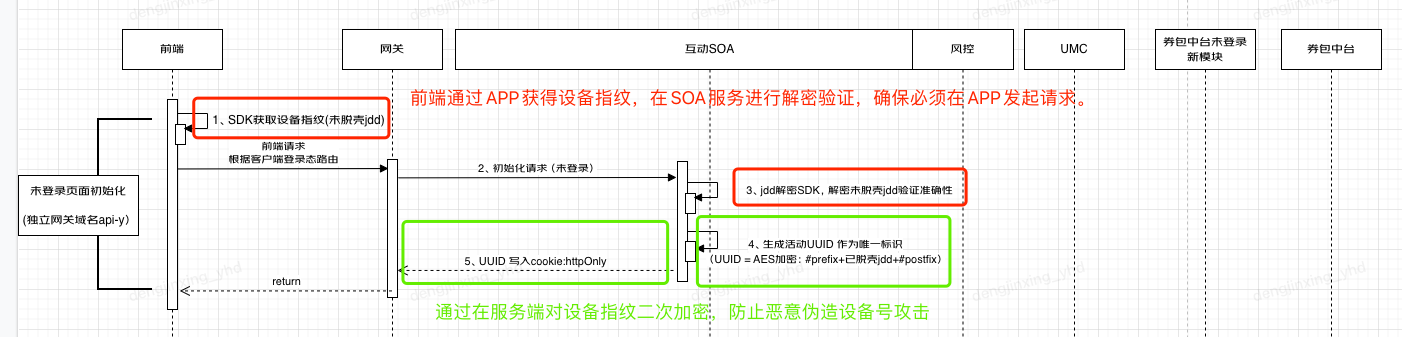 前端
网关
互动SOA
风控
UMC
券包中台未登录
新模块
券包中台
前端通过APP获得设备指纹，在SOA服务进行解密验证，确保必须在APP发起请求。
1、SDK获取设备指纹(未脱壳jdd)
前端请求
根据客户端登录态路由
2、初始化请求（未登录）
未登录页面初始化
(独立网关域名api-y）
3、jdd解密SDK，解密未脱壳jdd验证准确性
4、生成活动UUID 作为唯一标识
（UUID = AES加密：#prefix+已脱壳jdd+#postfix）
5、UUID 写入cookie:httpOnly
return
通过在服务端对设备指纹二次加密，防止恶意伪造设备号攻击
dengjinxing_yhd